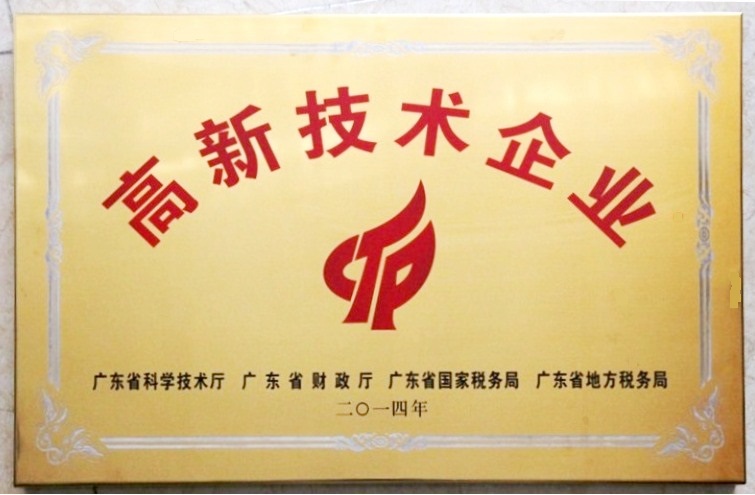 高新技术企业
广东省科学技术厅 广东省财政厅 广东省国家税务局 广东省地方税务局
二〇一四年